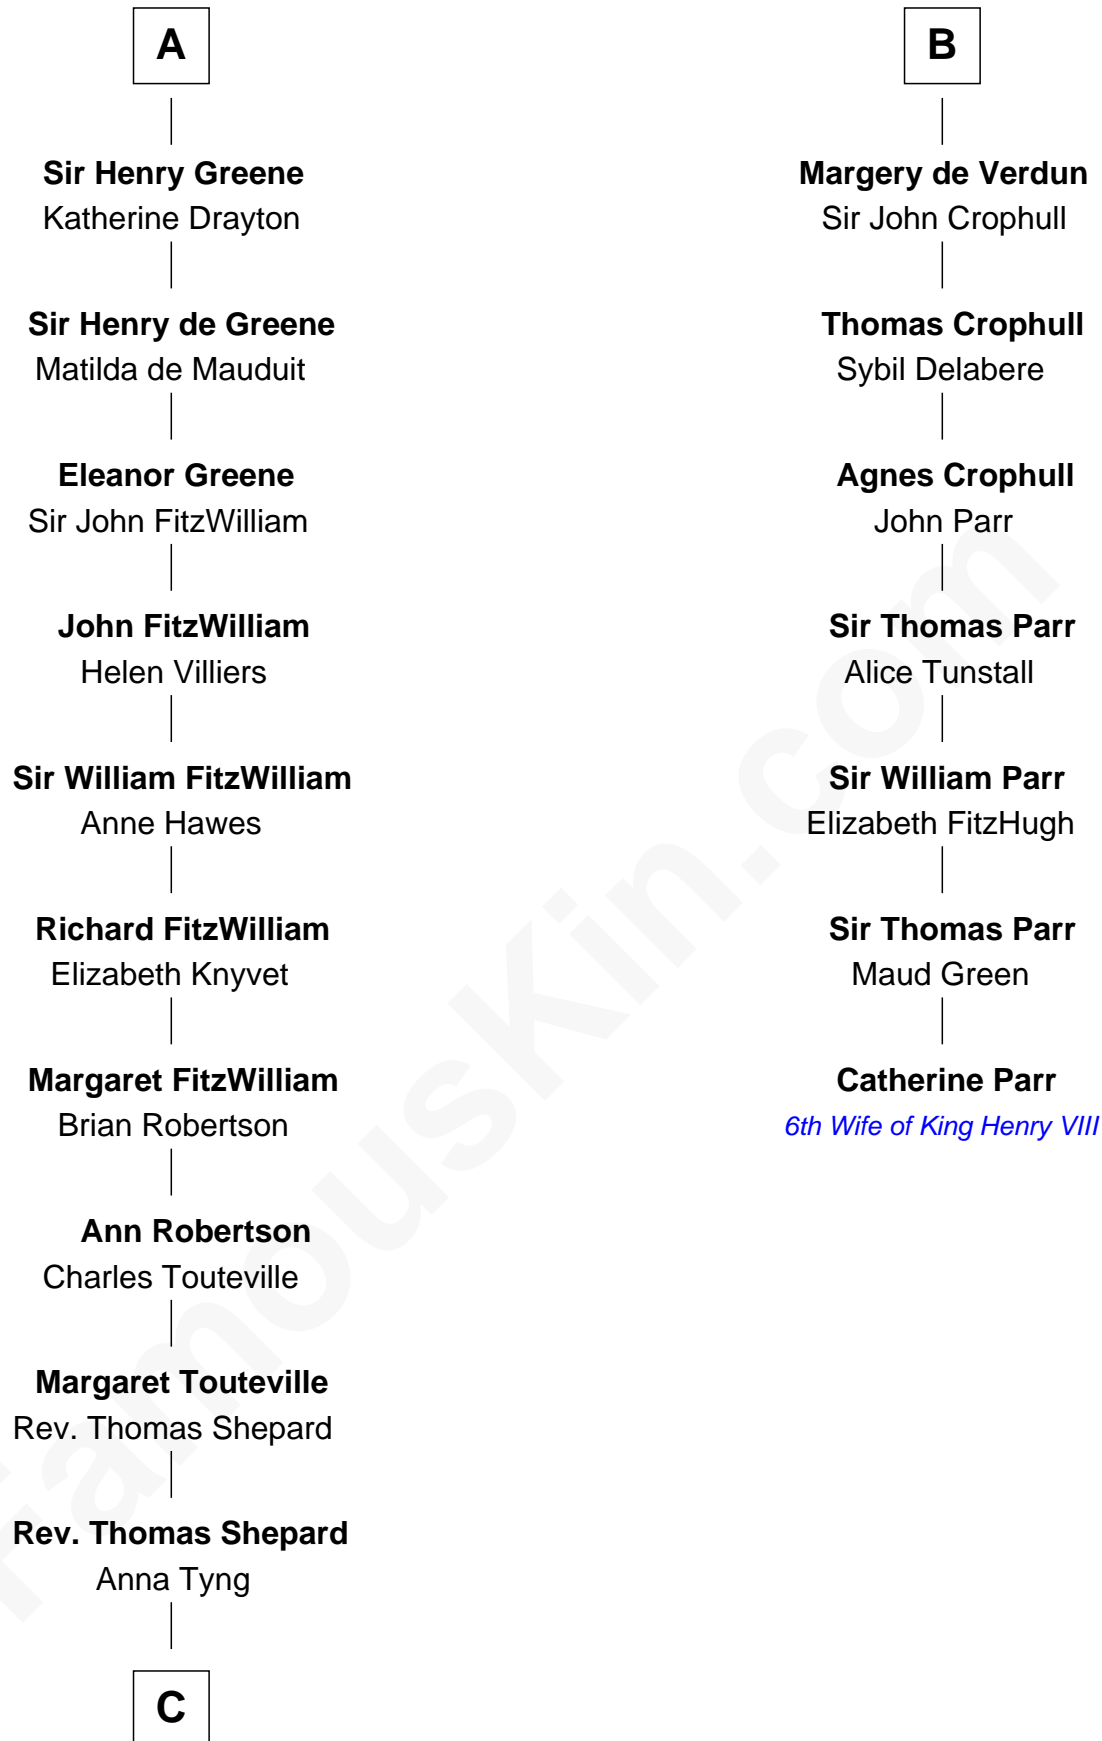 A
Sir Henry Greene
Katherine Drayton
Sir Henry de Greene
Matilda de Mauduit
Eleanor Greene
Sir John FitzWilliam
John FitzWilliam
Helen Villiers
Sir William FitzWilliam
Anne Hawes
Richard FitzWilliam
Elizabeth Knyvet
Margaret FitzWilliam
Brian Robertson
Ann Robertson
Charles Touteville
Margaret Touteville
Rev. Thomas Shepard
Rev. Thomas Shepard
Anna Tyng
C
B
Margery de Verdun
Sir John Crophull
Thomas Crophull
Sybil Delabere
Agnes Crophull
John Parr
Sir Thomas Parr
Alice Tunstall
Sir William Parr
Elizabeth FitzHugh
Sir Thomas Parr
Maud Green
Catherine Parr
6th Wife of King Henry VIII
FamousKin.com